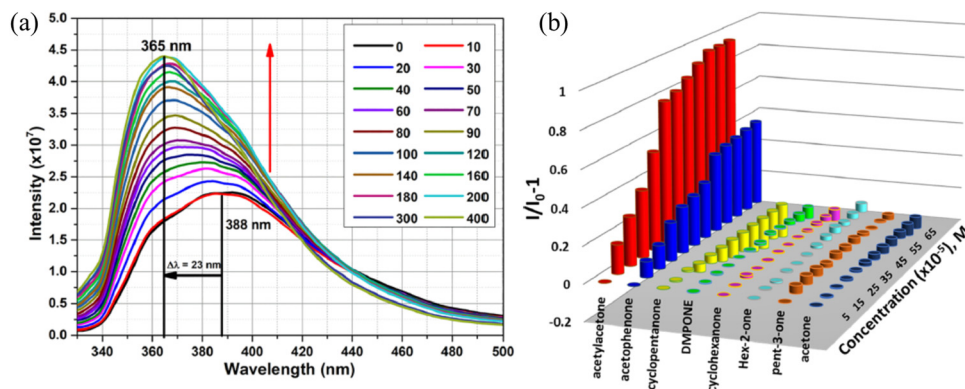 (a)
Intensity (x10⁷)
5.0
4.5
4.0
3.5
3.0
2.5
2.0
1.5
1.0
0.5
0.0
365 nm
388 nm
Δλ = 23 nm
0 10
20 30
40 50
60 70
80 90
100 120
140 160
180 200
300 400
330 360 380 400 420 440 460 480 500
Wavelength (nm)
(b)
I/I₀-1
1
0.8
0.6
0.4
0.2
0
-0.2
acetylacetone
acetophenone
cyclopentanone
DMPONE
cyclohexanone
Hex-2-one
pent-3-one
acetone
5 15 25 35 45 55 65
Concentration (x10⁻⁵), M